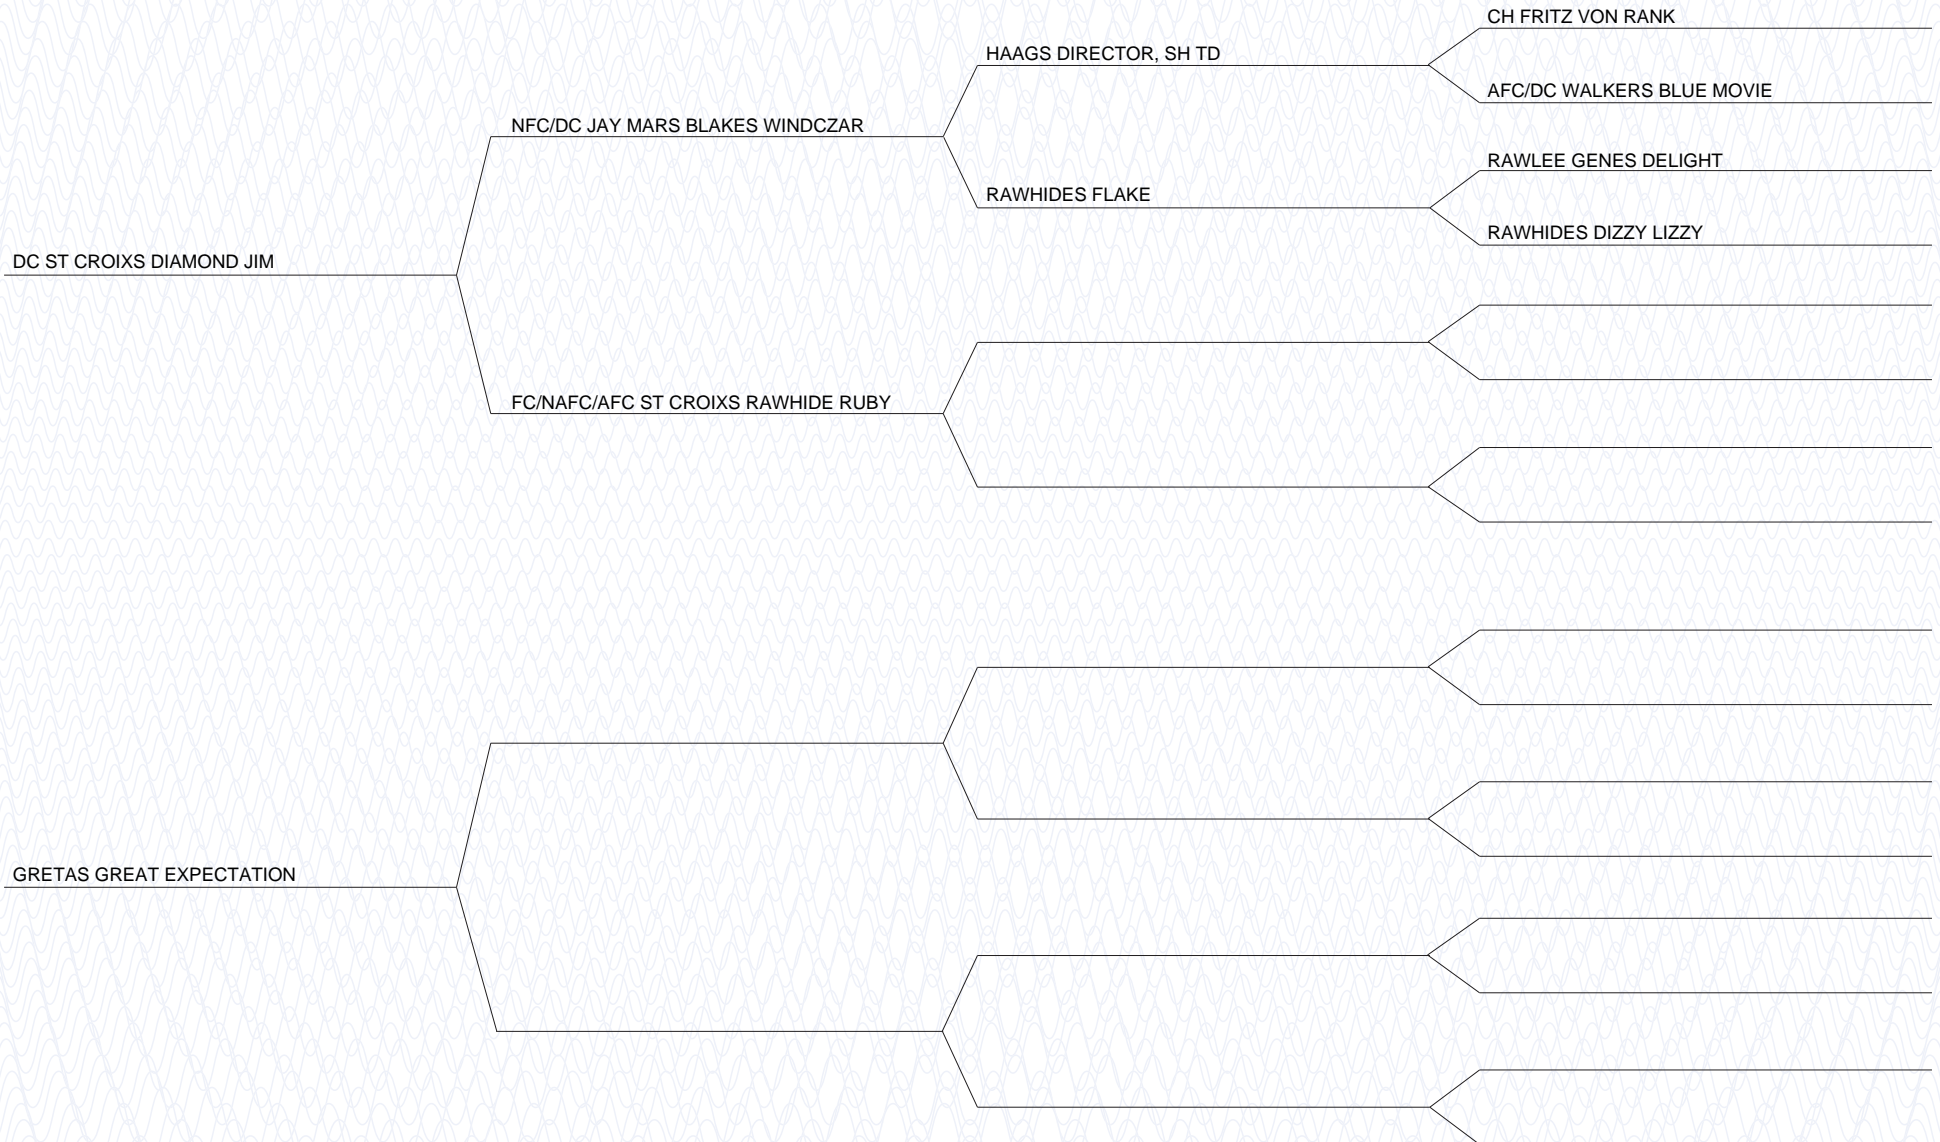 CH FRITZ VON RANK
HAAGS DIRECTOR, SH TD
AFC/DC WALKERS BLUE MOVIE
NFC/DC JAY MARS BLAKES WINDCZAR
RAWLEE GENES DELIGHT
RAWHIDES FLAKE
RAWHIDES DIZZY LIZZY
DC ST CROIXS DIAMOND JIM
FC/NAFC/AFC ST CROIXS RAWHIDE RUBY
GRETAS GREAT EXPECTATION